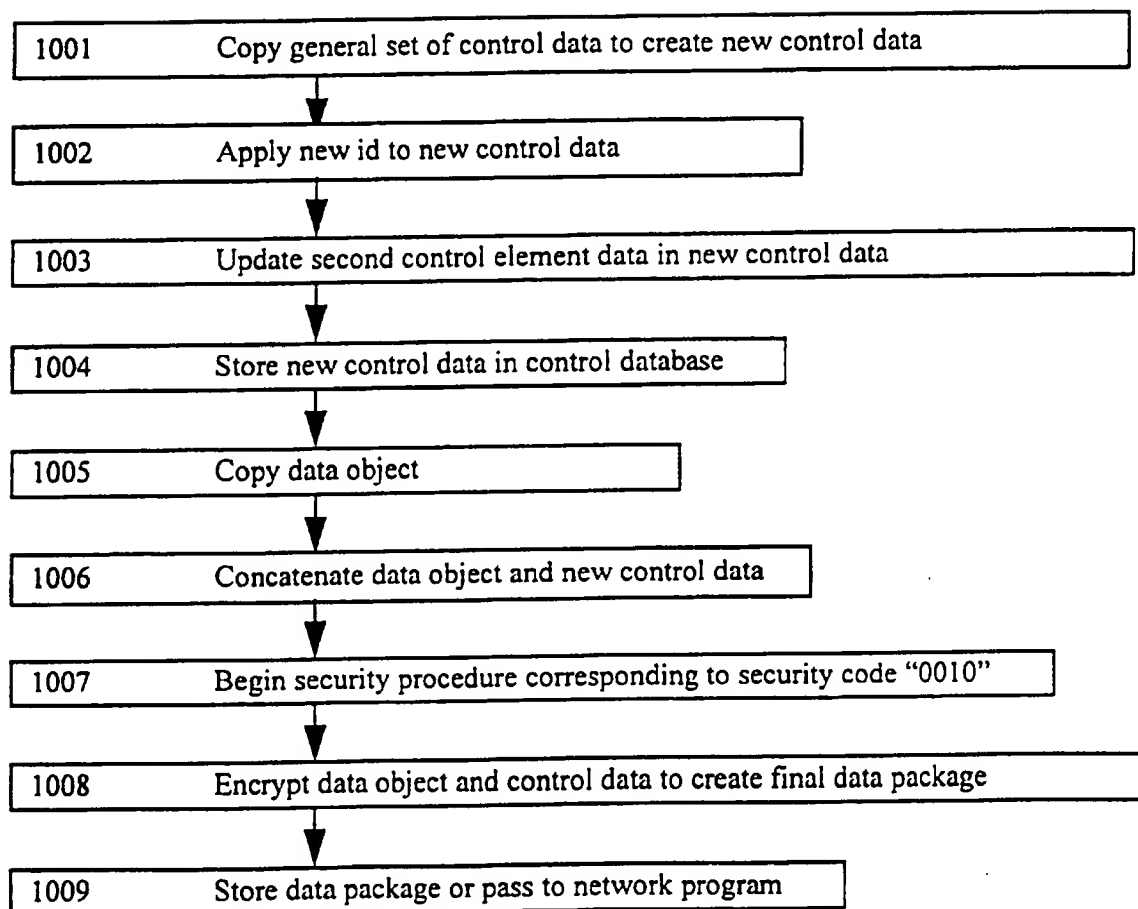 1001 Copy general set of control data to create new control data
1002 Apply new id to new control data
1003 Update second control element data in new control data
1004 Store new control data in control database
1005 Copy data object
1006 Concatenate data object and new control data
1007 Begin security procedure corresponding to security code “0010”
1008 Encrypt data object and control data to create final data package
1009 Store data package or pass to network program